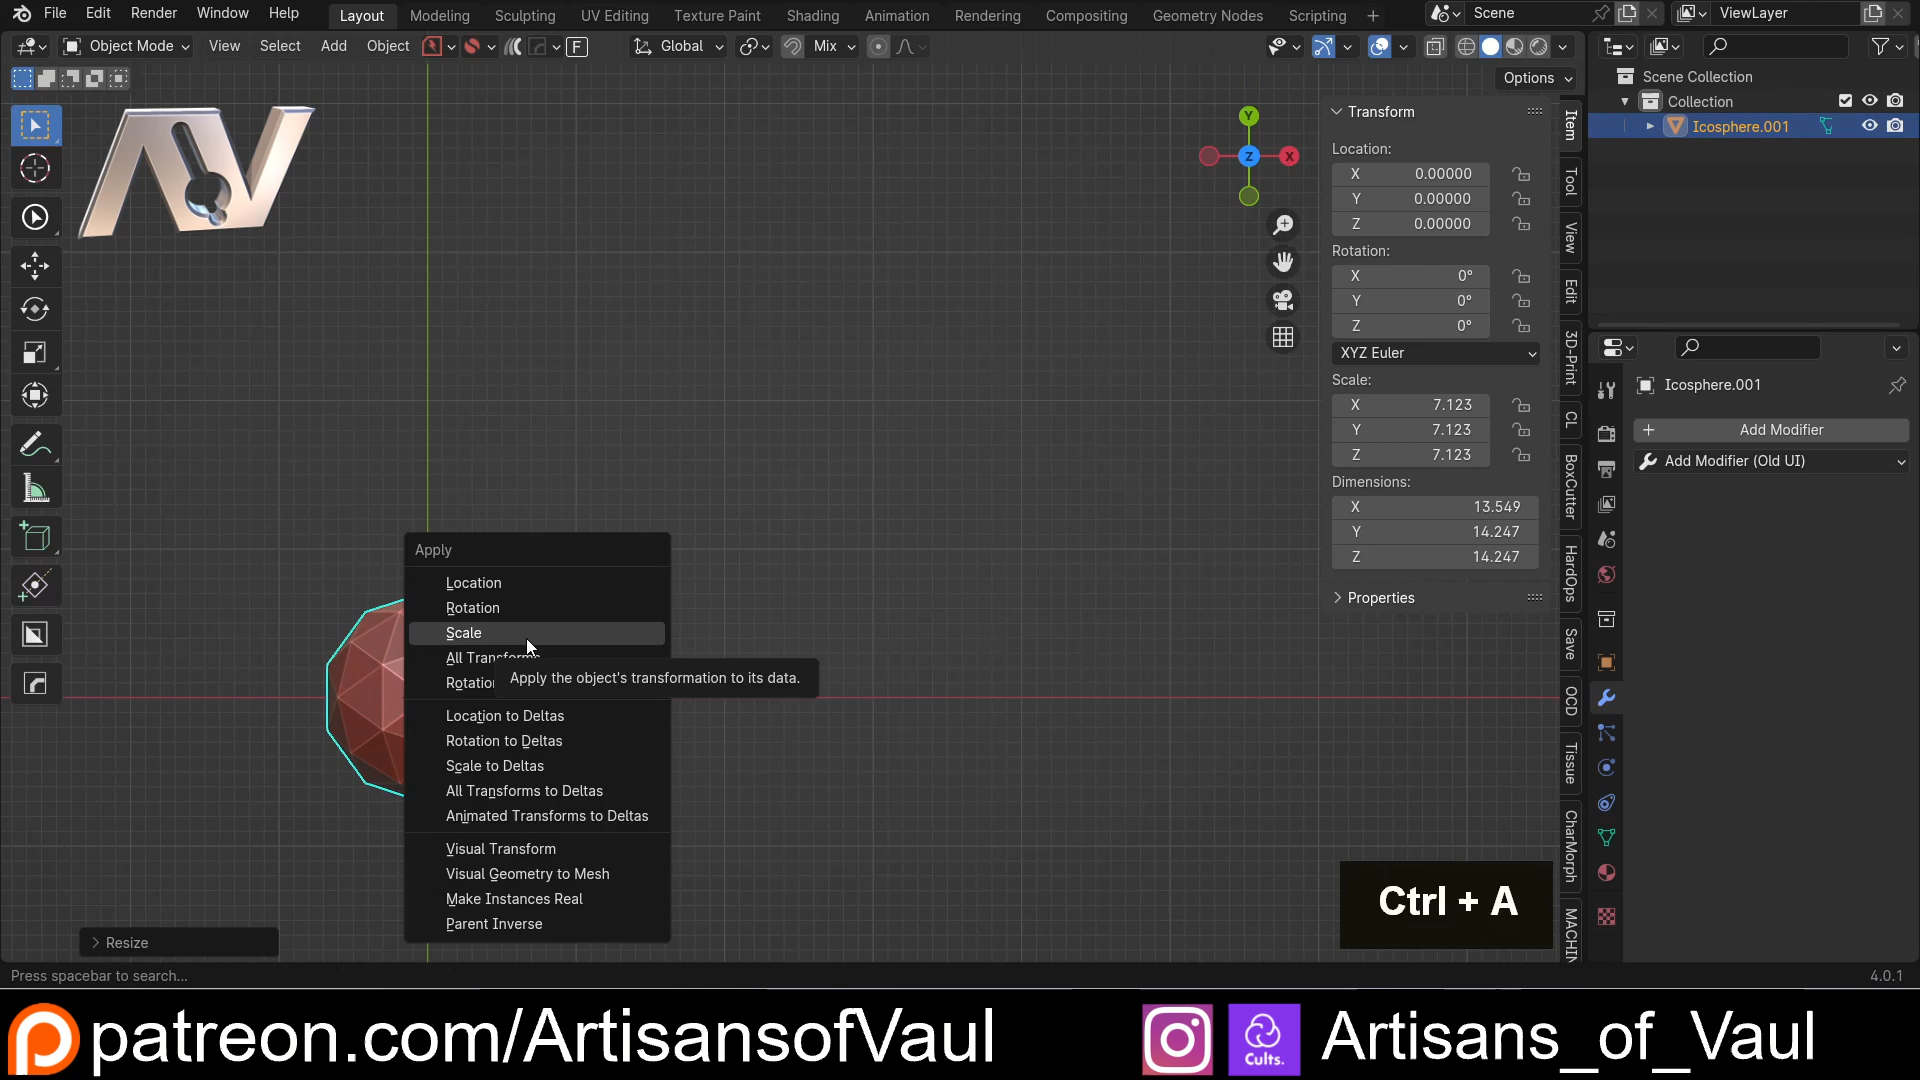 File Edit Render Window Help Layout Modeling Sculpting UV Editing Texture Paint Shading Animation Rendering Compositing Geometry Nodes Scripting + Scene ViewLayer
Object Mode View Select Add Object F Global Mix
Options
Scene Collection
Collection
Icosphere.001
AV
Y
Z X
Transform
Location:
X 0.00000
Y 0.00000
Z 0.00000
Rotation:
X 0°
Y 0°
Z 0°
XYZ Euler
Scale:
X 7.123
Y 7.123
Z 7.123
Dimensions:
X 13.549
Y 14.247
Z 14.247
Properties
Item
Tool
View
Edit
3D-Print
CL
BoxCutter
HardOps
Save
OCD
Tissue
CharMorph
MACHIN
Icosphere.001
+ Add Modifier
Add Modifier (Old UI)
Apply
Location
Rotation
Scale
All Transforms
Rotation
Apply the object's transformation to its data.
Location to Deltas
Rotation to Deltas
Scale to Deltas
All Transforms to Deltas
Animated Transforms to Deltas
Visual Transform
Visual Geometry to Mesh
Make Instances Real
Parent Inverse
Ctrl + A
Resize
Press spacebar to search...
4.0.1
patreon.com/ArtisansofVaul
Cults.
Artisans_of_Vaul